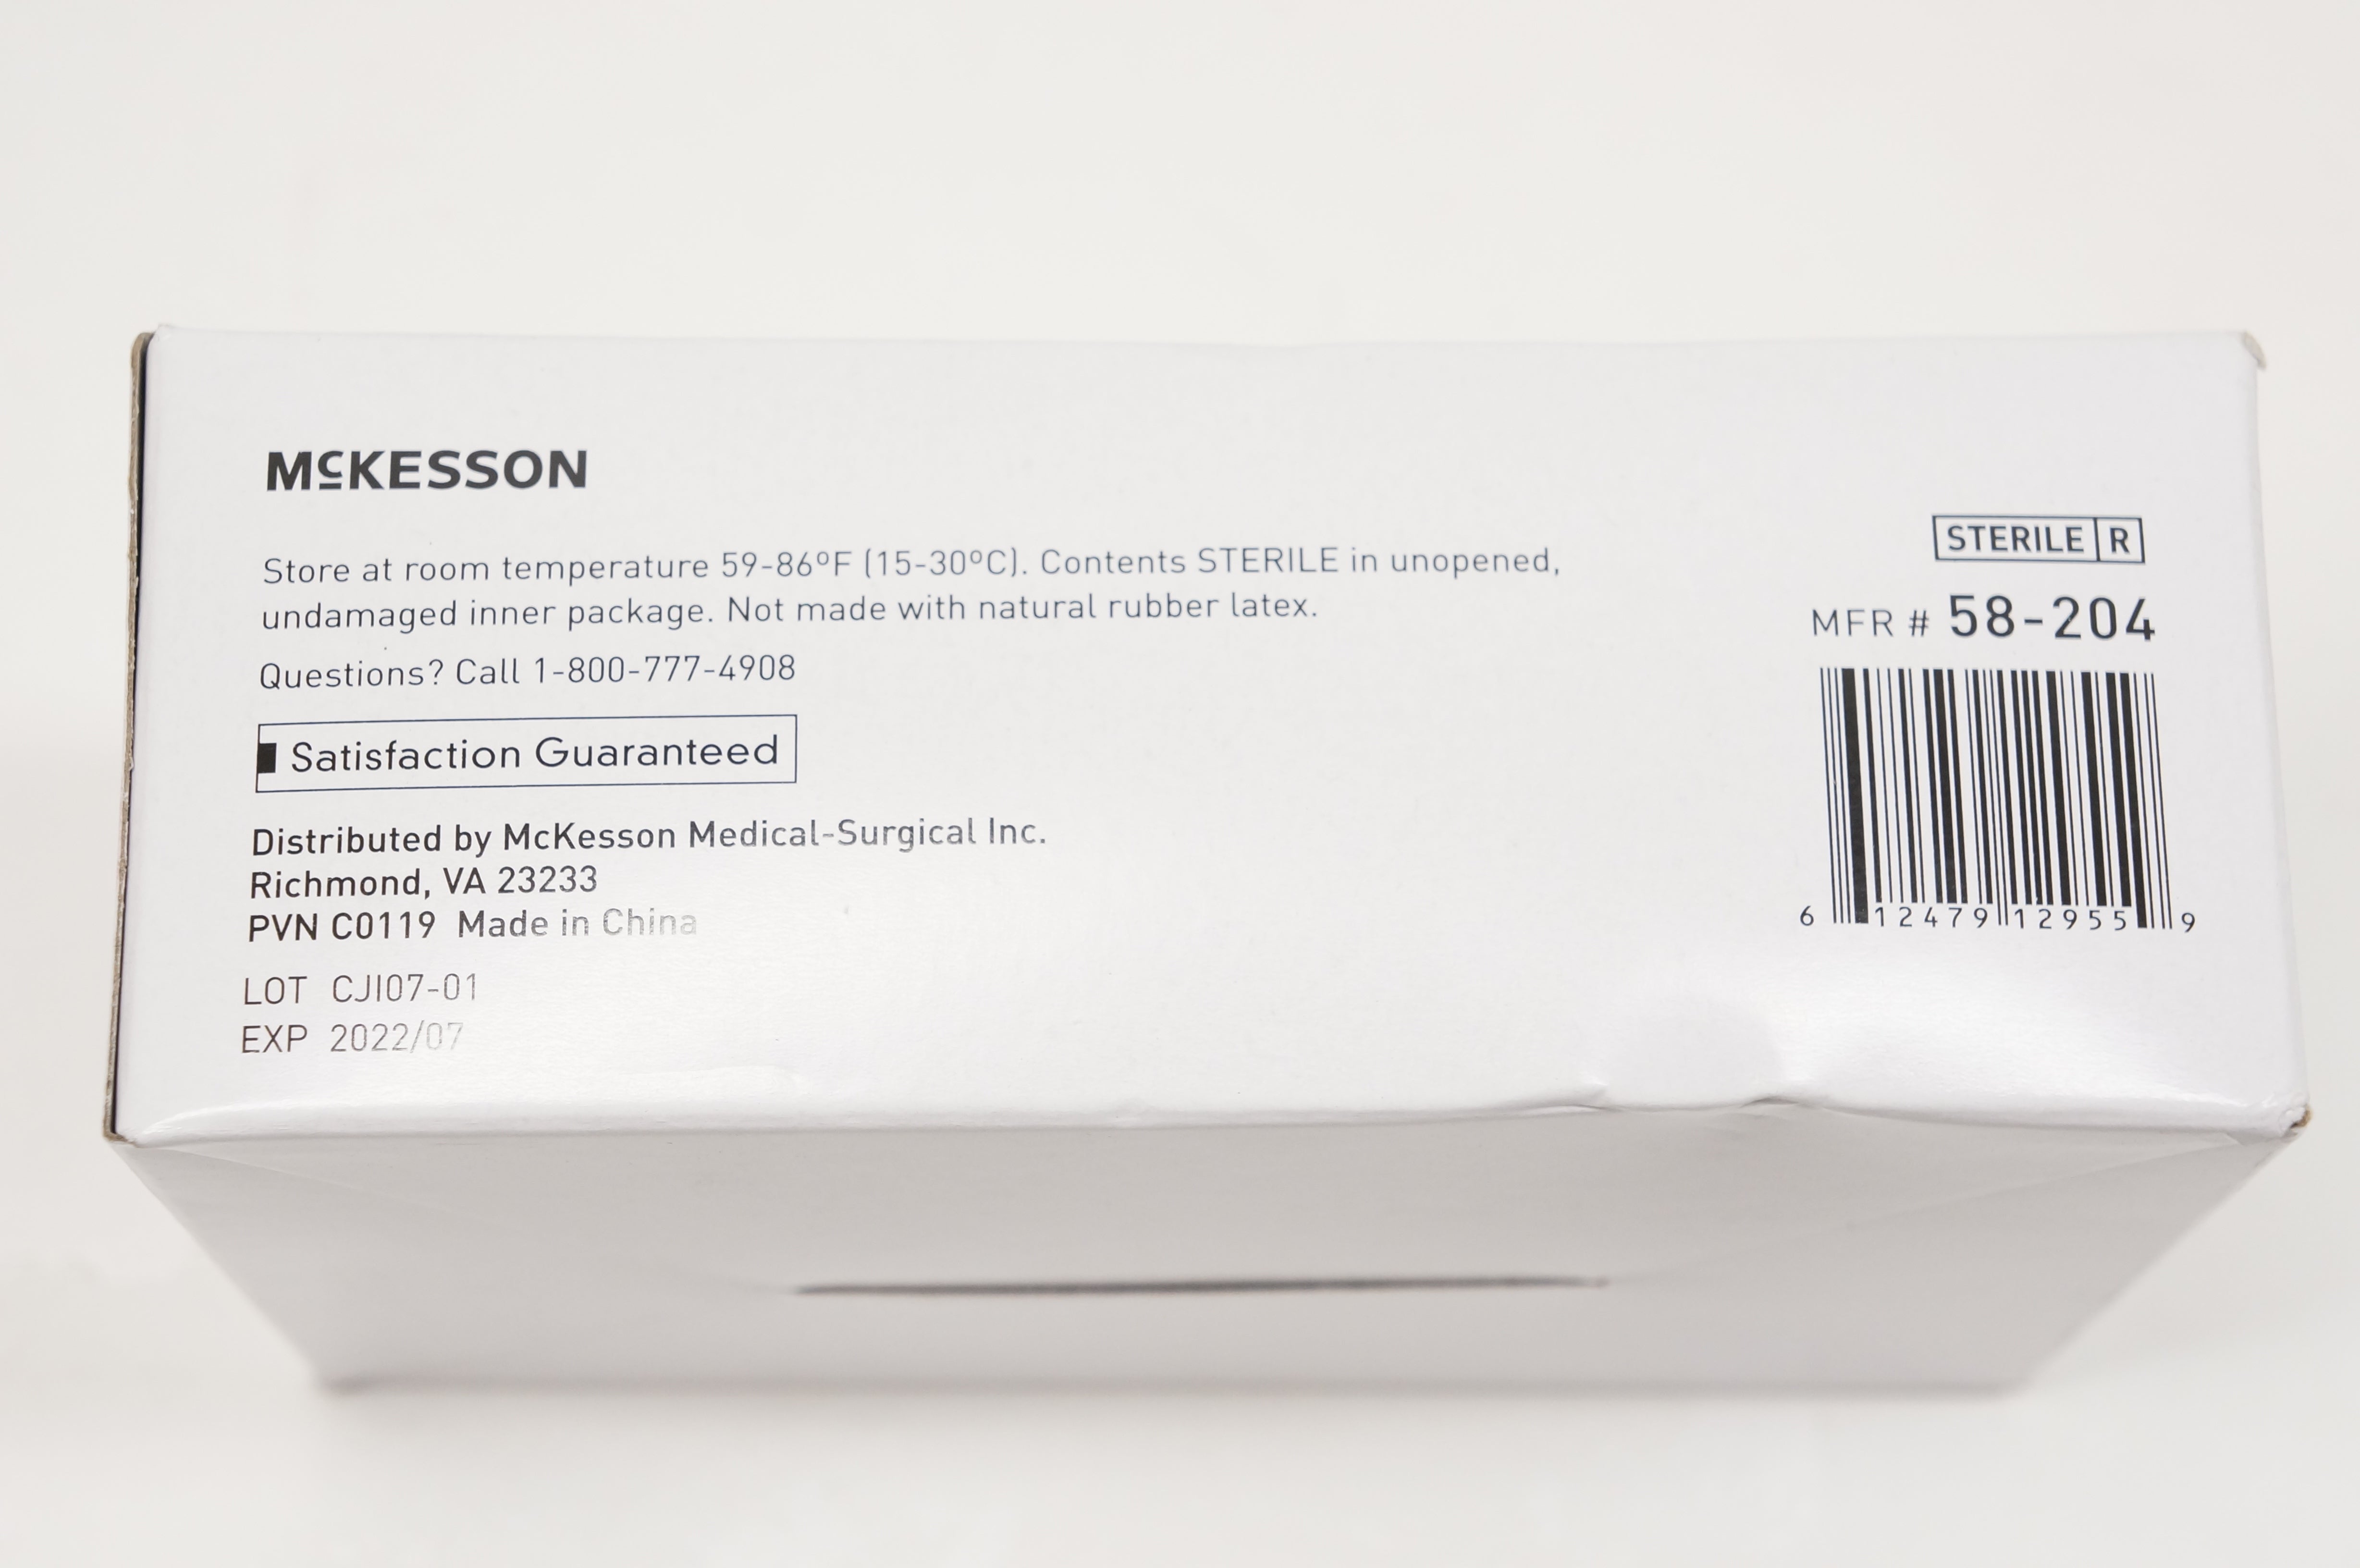 McKESSON
Store at room temperature 59-86ºF (15-30ºC). Contents STERILE in unopened,
undamaged inner package. Not made with natural rubber latex.
Questions? Call 1-800-777-4908
Satisfaction Guaranteed
Distributed by McKesson Medical-Surgical Inc.
Richmond, VA 23233
PVN C0119 Made in China
LOT CJI07-01
EXP 2022/07
STERILE R
MFR # 58-204
6 12479 12955 9